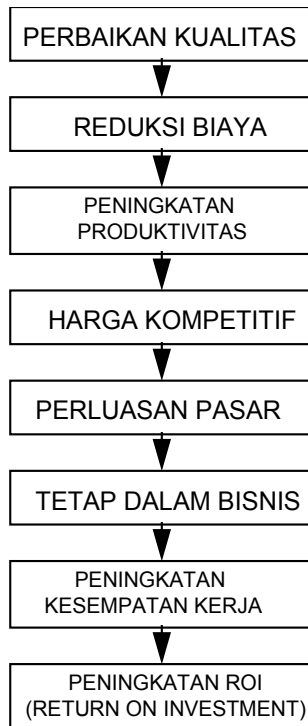 PERBAIKAN KUALITAS
REDUKSI BIAYA
PENINGKATAN
PRODUKTIVITAS
HARGA KOMPETITIF
PERLUASAN PASAR
TETAP DALAM BISNIS
PENINGKATAN
KESEMPATAN KERJA
PENINGKATAN ROI
(RETURN ON INVESTMENT)